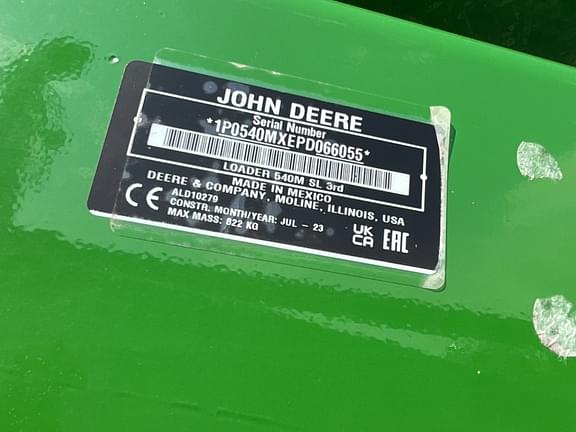 JOHN DEERE
Serial Number
*1P0540MXEPD066055*
LOADER 540M SL 3rd
MADE IN MEXICO
DEERE & COMPANY, MOLINE, ILLINOIS, USA
ALD10279
CONSTR. MONTH/YEAR: JUL - 23
MAX MASS: 822 KG
CE
UK
CA
EAC